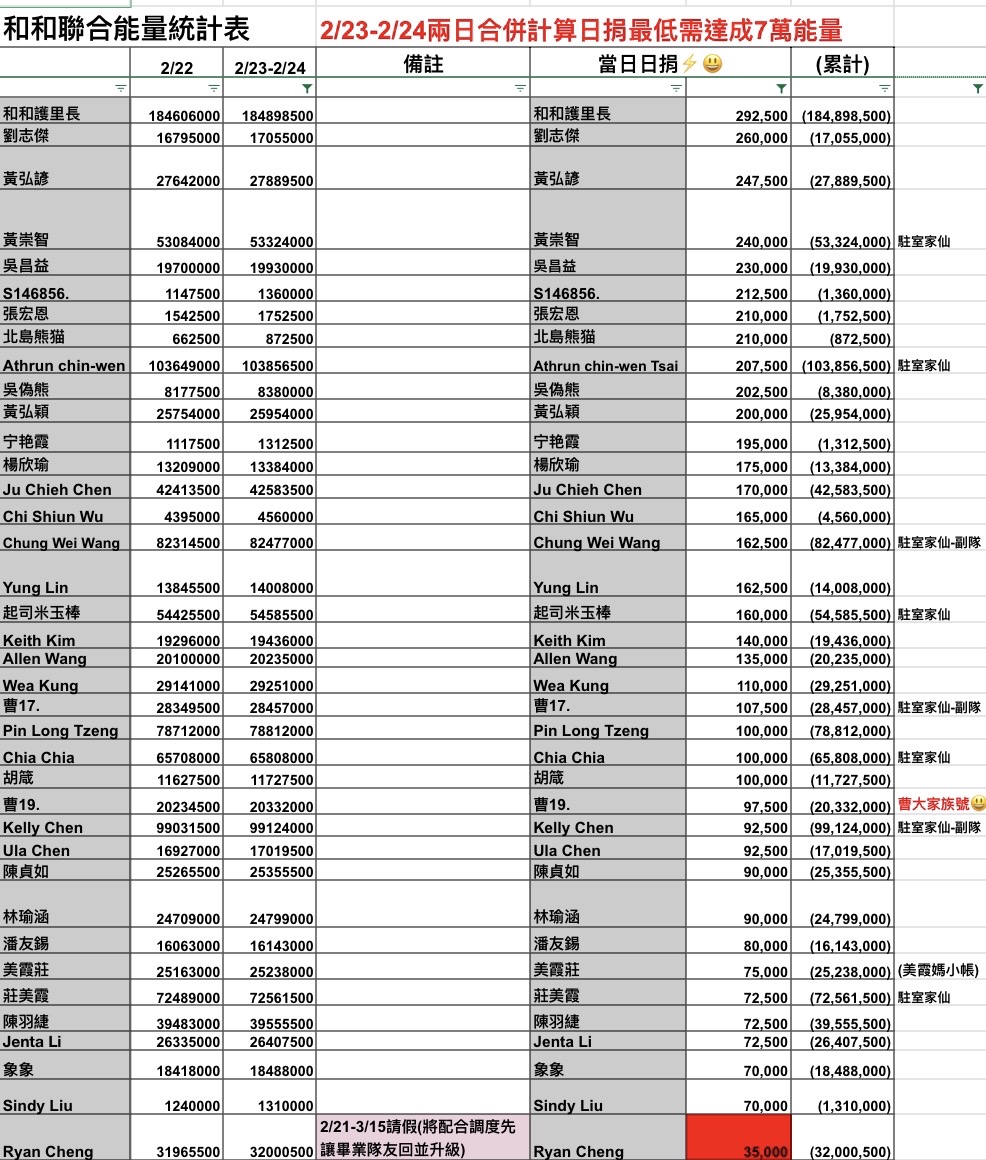 和和聯合能量統計表 2/23-2/24兩日合併計算日捐最低需達成7萬能量
2/22 2/23-2/24 備註 當日日捐⚡😃 (累計)
和和護里長 184606000 184898500 和和護里長 292,500 (184,898,500)
劉志傑 16795000 17055000 劉志傑 260,000 (17,055,000)
黃弘諺 27642000 27889500 黃弘諺 247,500 (27,889,500)
黃崇智 53084000 53324000 黃崇智 240,000 (53,324,000) 駐室家仙
吳昌益 19700000 19930000 吳昌益 230,000 (19,930,000)
S146856. 1147500 1360000 S146856. 212,500 (1,360,000)
張宏恩 1542500 1752500 張宏恩 210,000 (1,752,500)
北島熊猫 662500 872500 北島熊猫 210,000 (872,500)
Athrun chin-wen 103649000 103856500 Athrun chin-wen Tsai 207,500 (103,856,500) 駐室家仙
吳偽熊 8177500 8380000 吳偽熊 202,500 (8,380,000)
黃弘穎 25754000 25954000 黃弘穎 200,000 (25,954,000)
宁艳霞 1117500 1312500 宁艳霞 195,000 (1,312,500)
楊欣瑜 13209000 13384000 楊欣瑜 175,000 (13,384,000)
Ju Chieh Chen 42413500 42583500 Ju Chieh Chen 170,000 (42,583,500)
Chi Shiun Wu 4395000 4560000 Chi Shiun Wu 165,000 (4,560,000)
Chung Wei Wang 82314500 82477000 Chung Wei Wang 162,500 (82,477,000) 駐室家仙-副隊
Yung Lin 13845500 14008000 Yung Lin 162,500 (14,008,000)
起司米玉棒 54425500 54585500 起司米玉棒 160,000 (54,585,500) 駐室家仙
Keith Kim 19296000 19436000 Keith Kim 140,000 (19,436,000)
Allen Wang 20100000 20235000 Allen Wang 135,000 (20,235,000)
Wea Kung 29141000 29251000 Wea Kung 110,000 (29,251,000)
曹17. 28349500 28457000 曹17. 107,500 (28,457,000) 駐室家仙-副隊
Pin Long Tzeng 78712000 78812000 Pin Long Tzeng 100,000 (78,812,000)
Chia Chia 65708000 65808000 Chia Chia 100,000 (65,808,000) 駐室家仙
胡箴 11627500 11727500 胡箴 100,000 (11,727,500)
曹19. 20234500 20332000 曹19. 97,500 (20,332,000) 曹大家族號😃
Kelly Chen 99031500 99124000 Kelly Chen 92,500 (99,124,000) 駐室家仙-副隊
Ula Chen 16927000 17019500 Ula Chen 92,500 (17,019,500)
陳貞如 25265500 25355500 陳貞如 90,000 (25,355,500)
林瑜涵 24709000 24799000 林瑜涵 90,000 (24,799,000)
潘友錫 16063000 16143000 潘友錫 80,000 (16,143,000)
美霞莊 25163000 25238000 美霞莊 75,000 (25,238,000) (美霞媽小帳)
莊美霞 72489000 72561500 莊美霞 72,500 (72,561,500) 駐室家仙
陳羽緁 39483000 39555500 陳羽緁 72,500 (39,555,500)
Jenta Li 26335000 26407500 Jenta Li 72,500 (26,407,500)
象象 18418000 18488000 象象 70,000 (18,488,000)
Sindy Liu 1240000 1310000 Sindy Liu 70,000 (1,310,000)
2/21-3/15請假(將配合調度先
Ryan Cheng 31965500 32000500 讓畢業隊友回並升級) Ryan Cheng 35,000 (32,000,500)